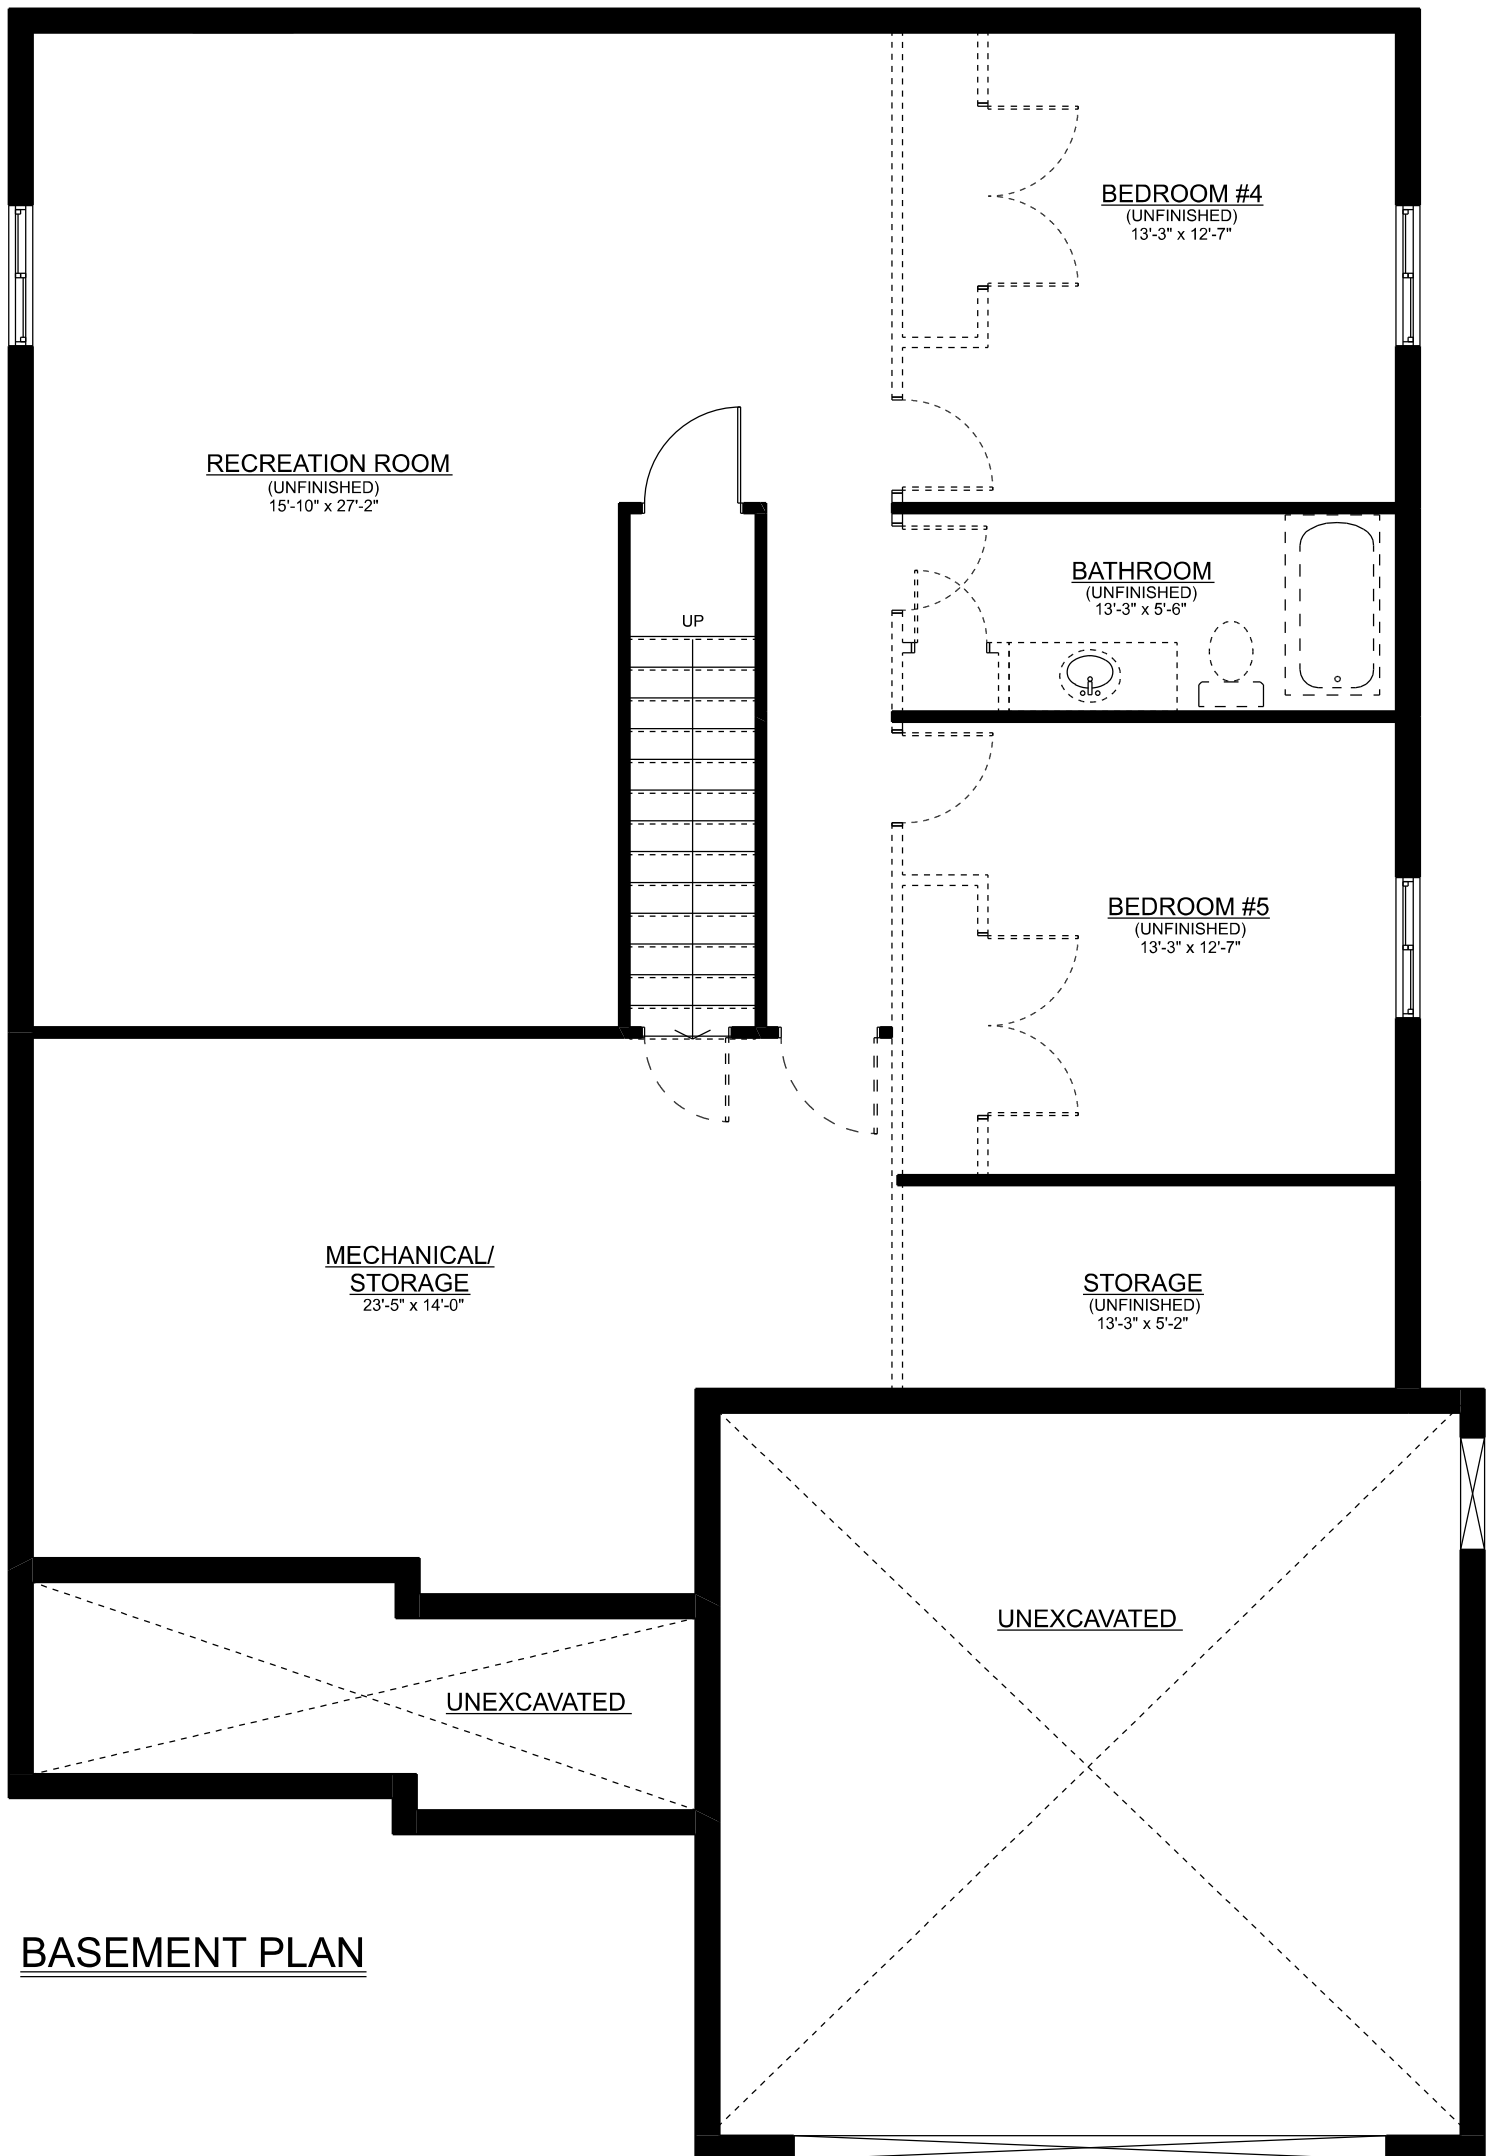 BEDROOM #4
(UNFINISHED)
13'-3" x 12'-7"
RECREATION ROOM
(UNFINISHED)
15'-10" x 27'-2"
BATHROOM
(UNFINISHED)
13'-3" x 5'-6"
UP
BEDROOM #5
(UNFINISHED)
13'-3" x 12'-7"
MECHANICAL/
STORAGE
23'-5" x 14'-0"
STORAGE
(UNFINISHED)
13'-3" x 5'-2"
UNEXCAVATED
UNEXCAVATED
BASEMENT PLAN